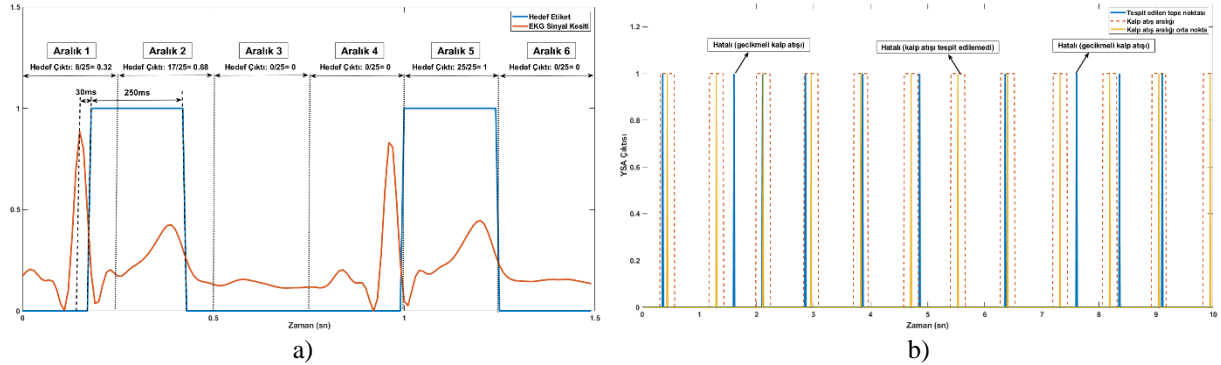 Hedef Etiket
EKG Sinyal Kesiti
Aralık 1 Aralık 2 Aralık 3 Aralık 4 Aralık 5 Aralık 6
Hedef Çıktı: 8/25= 0.32 Hedef Çıktı: 17/25= 0.68 Hedef Çıktı: 0/25= 0 Hedef Çıktı: 0/25= 0 Hedef Çıktı: 25/25= 1 Hedef Çıktı: 0/25= 0
30ms 250ms
1.5
1
0.5
0
0 0.5 1 1.5
Zaman (sn)
a)
Tespit edilen tepe noktası
Kalp atış aralığı
Kalp atış aralığı orta nokta
Hatalı (gecikmeli kalp atışı)
Hatalı (kalp atışı tespit edilemedi)
Hatalı (gecikmeli kalp atışı)
YSA Çıktısı
1.2
1
0.8
0.6
0.4
0.2
0
0 1 2 3 4 5 6 7 8 9 10
Zaman (sn)
b)